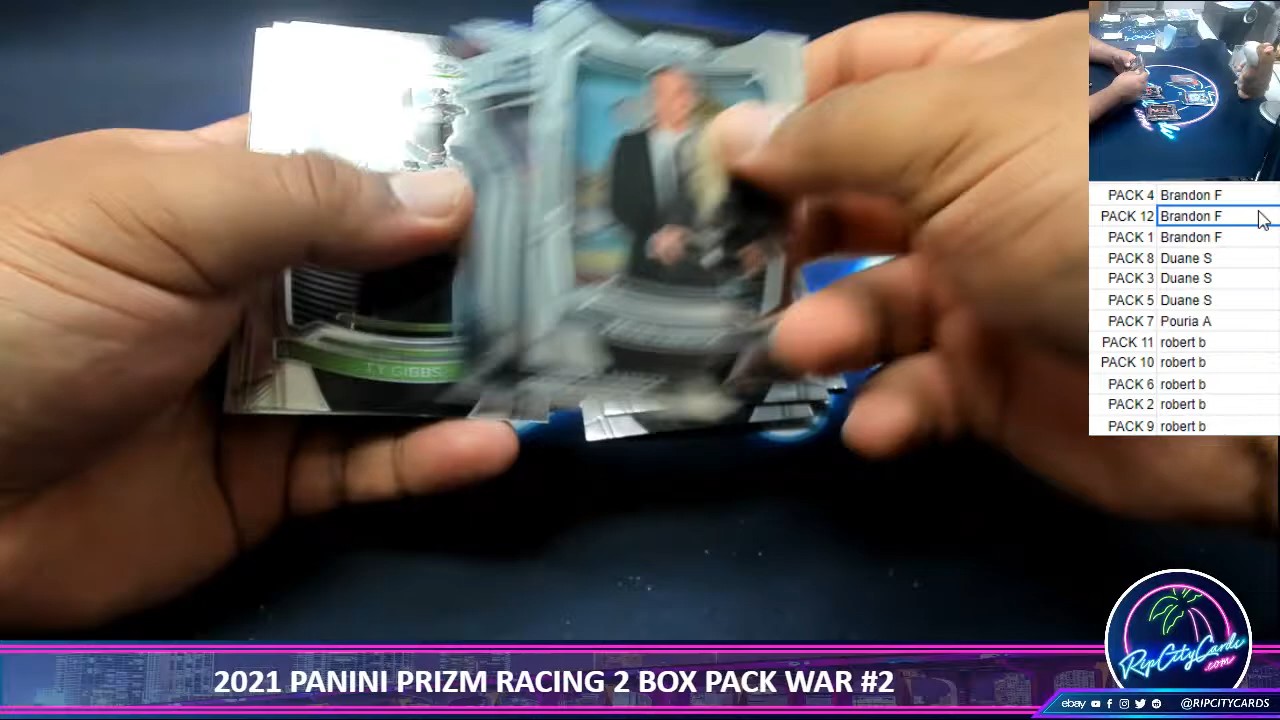 PACK 4 Brandon F
PACK 12 Brandon F
PACK 1 Brandon F
PACK 8 Duane S
PACK 3 Duane S
PACK 5 Duane S
PACK 7 Pouria A
PACK 11 robert b
PACK 10 robert b
PACK 6 robert b
PACK 2 robert b
PACK 9 robert b
TY GIBBS
RipCityCards
.com
2021 PANINI PRIZM RACING 2 BOX PACK WAR #2
ebay
@RIPCITYCARDS